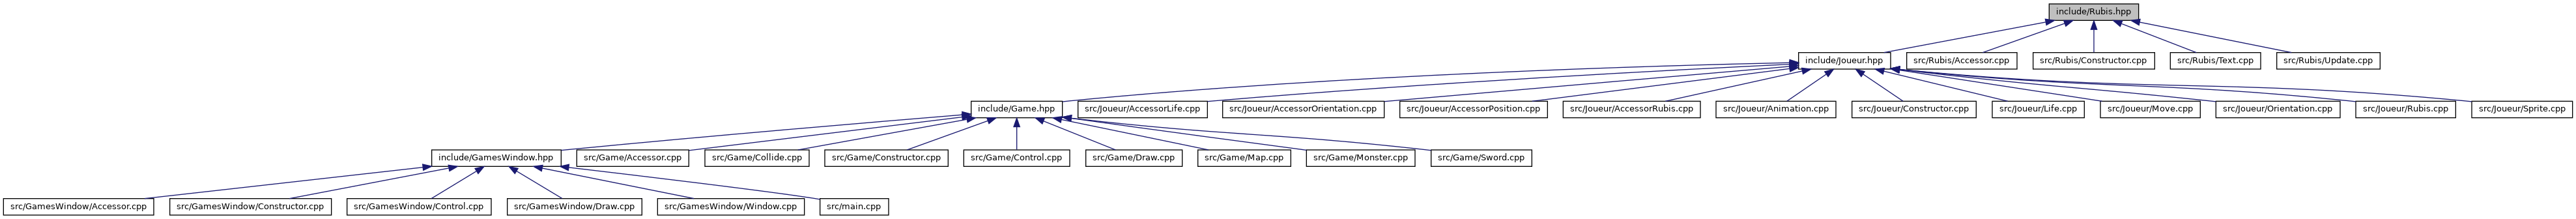 include/Rubis.hpp
include/Joueur.hpp
src/Rubis/Accessor.cpp
src/Rubis/Constructor.cpp
src/Rubis/Text.cpp
src/Rubis/Update.cpp
include/Game.hpp
src/Joueur/AccessorLife.cpp
src/Joueur/AccessorOrientation.cpp
src/Joueur/AccessorPosition.cpp
src/Joueur/AccessorRubis.cpp
src/Joueur/Animation.cpp
src/Joueur/Constructor.cpp
src/Joueur/Life.cpp
src/Joueur/Move.cpp
src/Joueur/Orientation.cpp
src/Joueur/Rubis.cpp
src/Joueur/Sprite.cpp
include/GamesWindow.hpp
src/Game/Accessor.cpp
src/Game/Collide.cpp
src/Game/Constructor.cpp
src/Game/Control.cpp
src/Game/Draw.cpp
src/Game/Map.cpp
src/Game/Monster.cpp
src/Game/Sword.cpp
src/GamesWindow/Accessor.cpp
src/GamesWindow/Constructor.cpp
src/GamesWindow/Control.cpp
src/GamesWindow/Draw.cpp
src/GamesWindow/Window.cpp
src/main.cpp